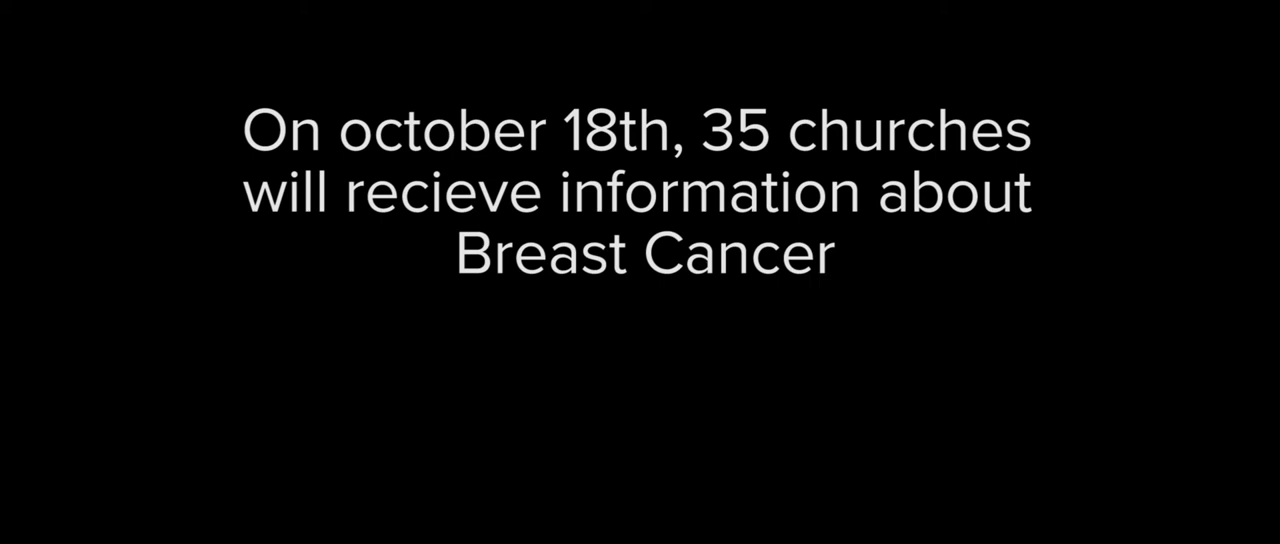 On october 18th, 35 churches
will recieve information about
Breast Cancer